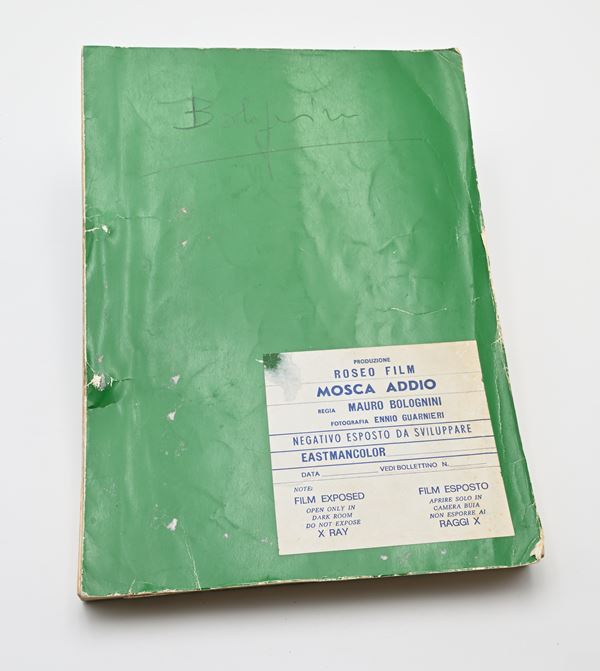 Bolognini
PRODUZIONE
ROSEO FILM
MOSCA ADDIO
REGIA MAURO BOLOGNINI
FOTOGRAFIA ENNIO GUARNIERI
NEGATIVO ESPOSTO DA SVILUPPARE
EASTMANCOLOR
DATA VEDI BOLLETTINO N.
NOTE:
FILM EXPOSED
OPEN ONLY IN
DARK ROOM
DO NOT EXPOSE
X RAY
FILM ESPOSTO
APRIRE SOLO IN
CAMERA BUIA
NON ESPORRE AI
RAGGI X